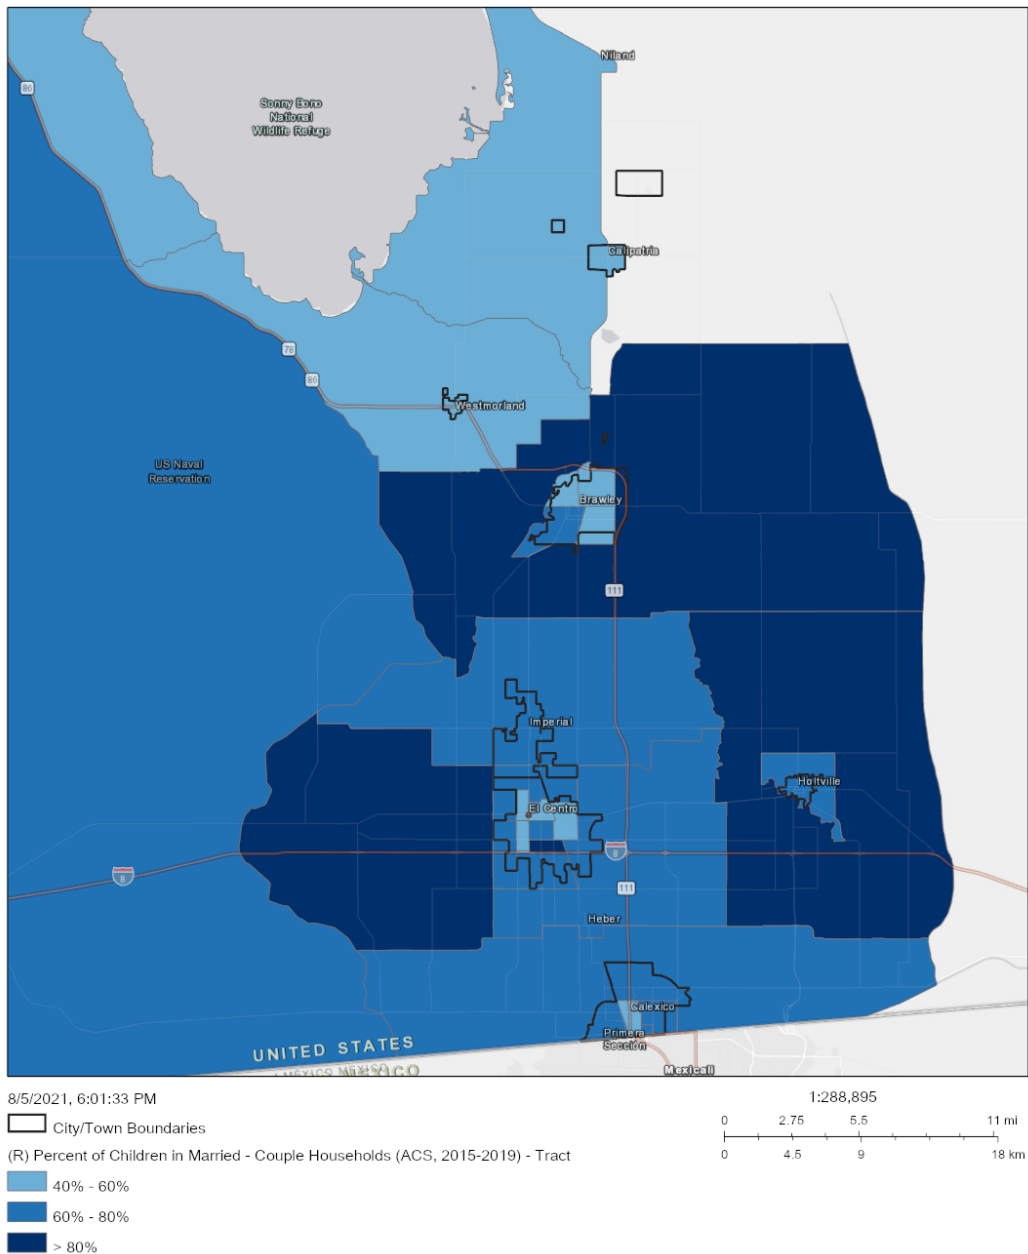 Niland
86
Sonny Bono
National
Wildlife Refuge
Calipatria
78
86
Westmorland
US Naval
Reservation
Brawley
111
Imperial
Holtville
El Centro
8
8
111
Heber
Calexico
Primera
Sección
UNITED STATES
MÉXICO
MÉXICO
MÉXICO
Mexicali
8/5/2021, 6:01:33 PM
1:288,895
City/Town Boundaries
0 2.75 5.5 11 mi
0 4.5 9 18 km
(R) Percent of Children in Married - Couple Households (ACS, 2015-2019) - Tract
40% - 60%
60% - 80%
> 80%